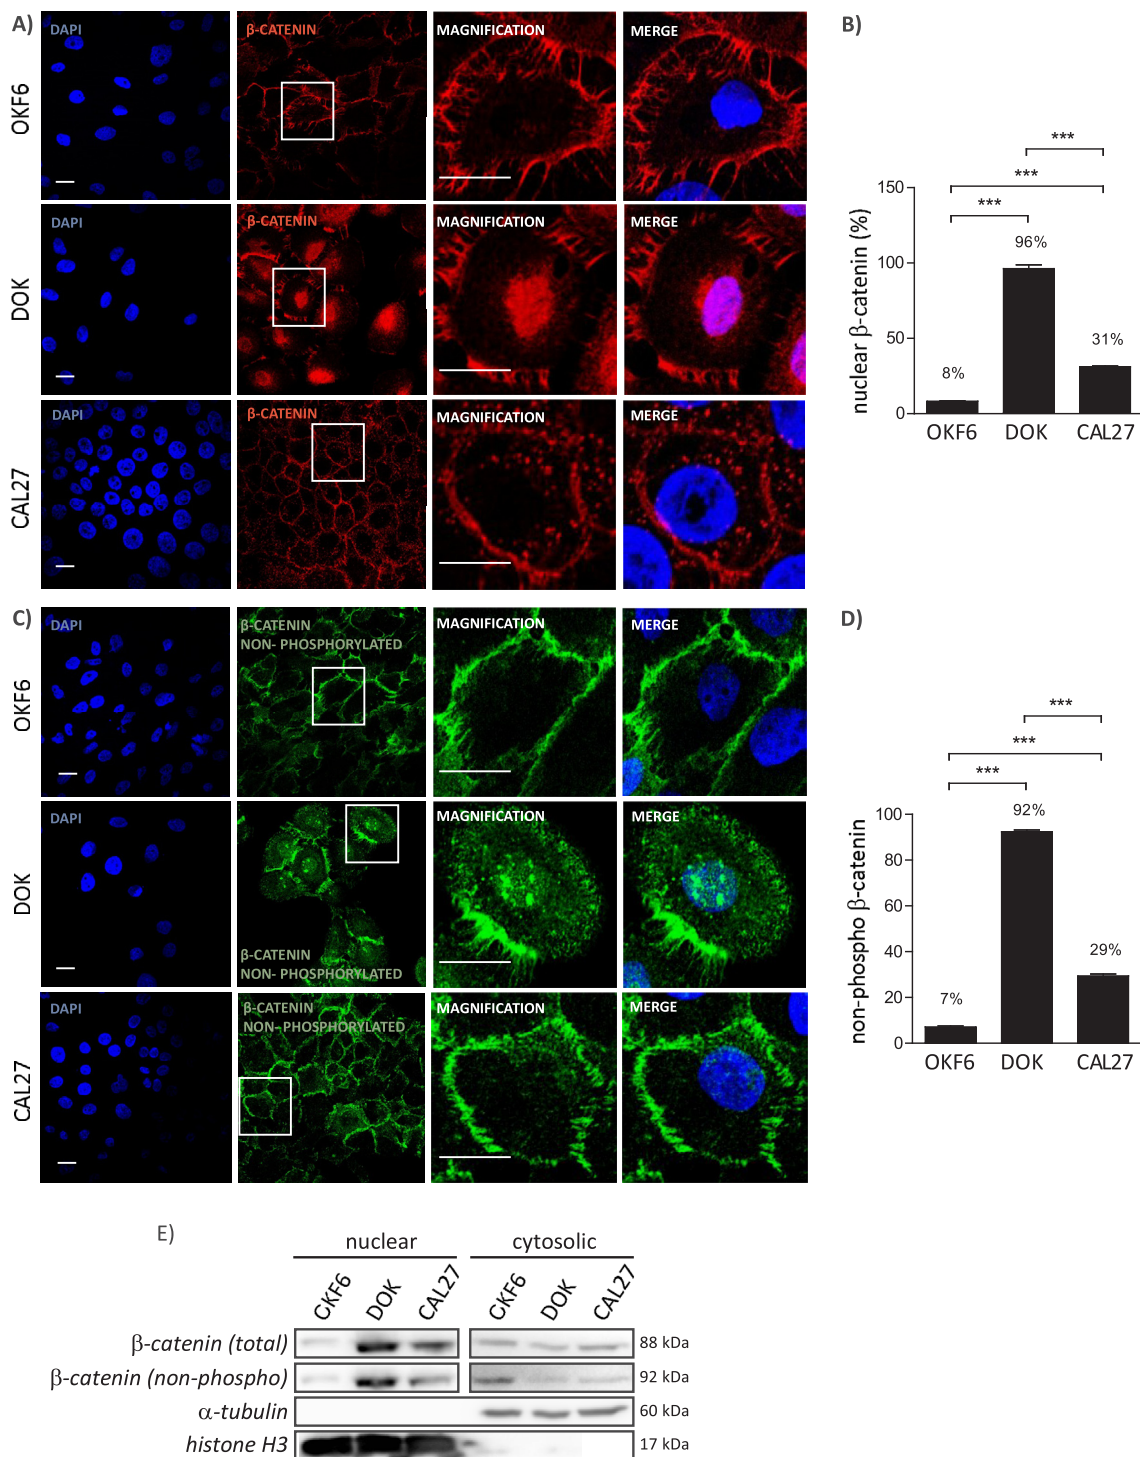 A)
DAPI
β-CATENIN
MAGNIFICATION
MERGE
OKF6
DAPI
β-CATENIN
MAGNIFICATION
MERGE
DOK
DAPI
β-CATENIN
MAGNIFICATION
MERGE
CAL27
B)
***
***
***
nuclear β-catenin (%)
150
100
50
0
8%
96%
31%
OKF6 DOK CAL27
C)
DAPI
β-CATENIN
NON- PHOSPHORYLATED
MAGNIFICATION
MERGE
OKF6
DAPI
β-CATENIN
NON- PHOSPHORYLATED
MAGNIFICATION
MERGE
DOK
DAPI
β-CATENIN
NON- PHOSPHORYLATED
MAGNIFICATION
MERGE
CAL27
D)
***
***
***
non-phospho β-catenin
100
80
60
40
20
0
7%
92%
29%
OKF6 DOK CAL27
E)
nuclear cytosolic
CKF6 DOK CAL27 CKF6 DOK CAL27
β-catenin (total) 88 kDa
β-catenin (non-phospho) 92 kDa
α-tubulin 60 kDa
histone H3 17 kDa